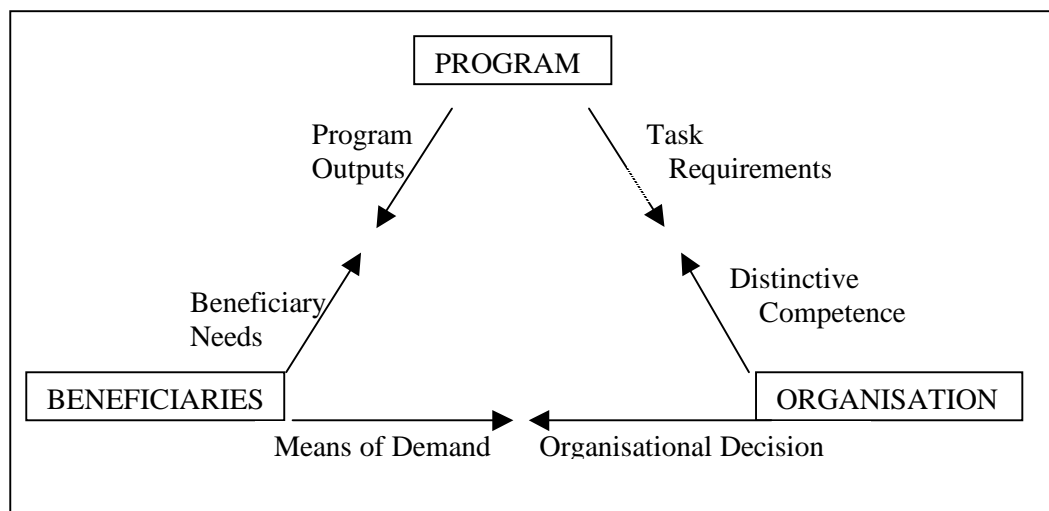 PROGRAM
Program
Outputs
Task
Requirements
Beneficiary
Needs
Distinctive
Competence
BENEFICIARIES
ORGANISATION
Means of Demand
Organisational Decision